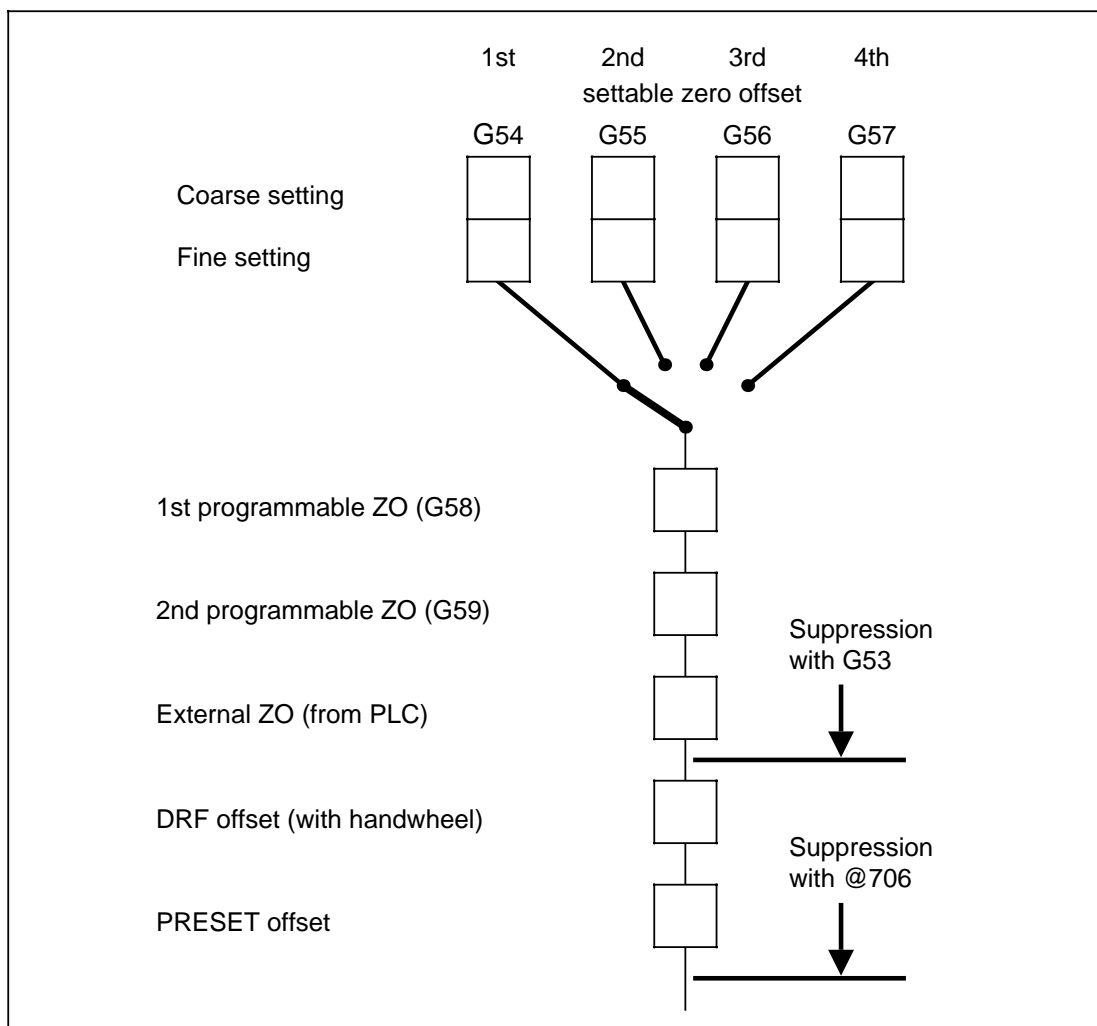 1st 2nd 3rd 4th
settable zero offset
G54 G55 G56 G57
Coarse setting
Fine setting
1st programmable ZO (G58)
2nd programmable ZO (G59)
Suppression
with G53
External ZO (from PLC)
DRF offset (with handwheel)
Suppression
with @706
PRESET offset